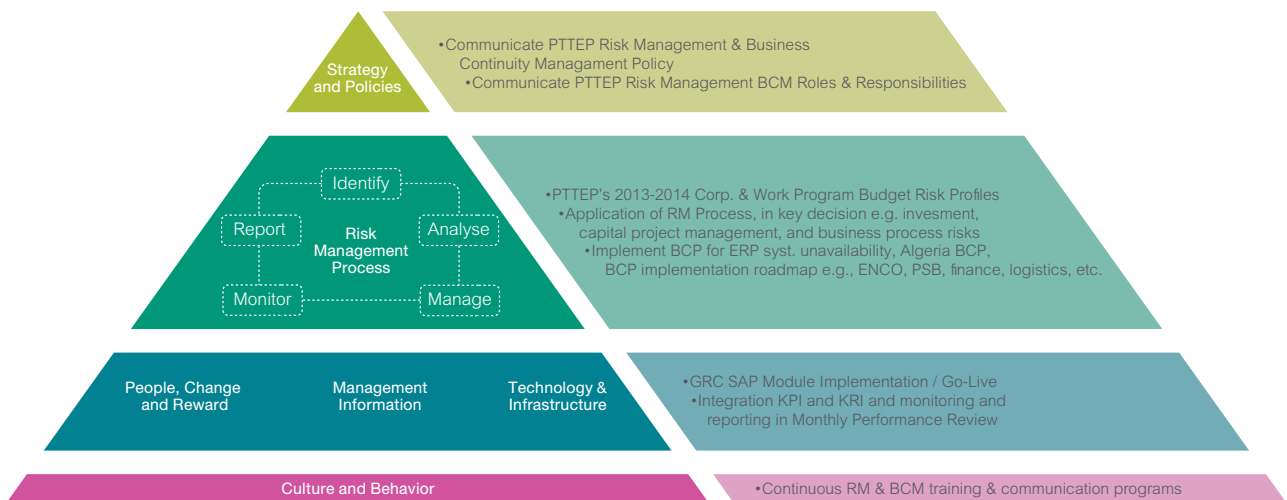 Strategy
and Policies
•Communicate PTTEP Risk Management & Business
Continuity Managament Policy
•Communicate PTTEP Risk Management BCM Roles & Responsibilities
Identify
Report
Risk
Management
Process
Analyse
Monitor
Manage
•PTTEP's 2013-2014 Corp. & Work Program Budget Risk Profiles
•Application of RM Process, in key decision e.g. invesment,
capital project management, and business process risks
•Implement BCP for ERP syst. unavailability, Algeria BCP,
BCP implementation roadmap e.g., ENCO, PSB, finance, logistics, etc.
People, Change
and Reward
Management
Information
Technology &
Infrastructure
•GRC SAP Module Implementation / Go-Live
•Integration KPI and KRI and monitoring and
reporting in Monthly Performance Review
Culture and Behavior
•Continuous RM & BCM training & communication programs